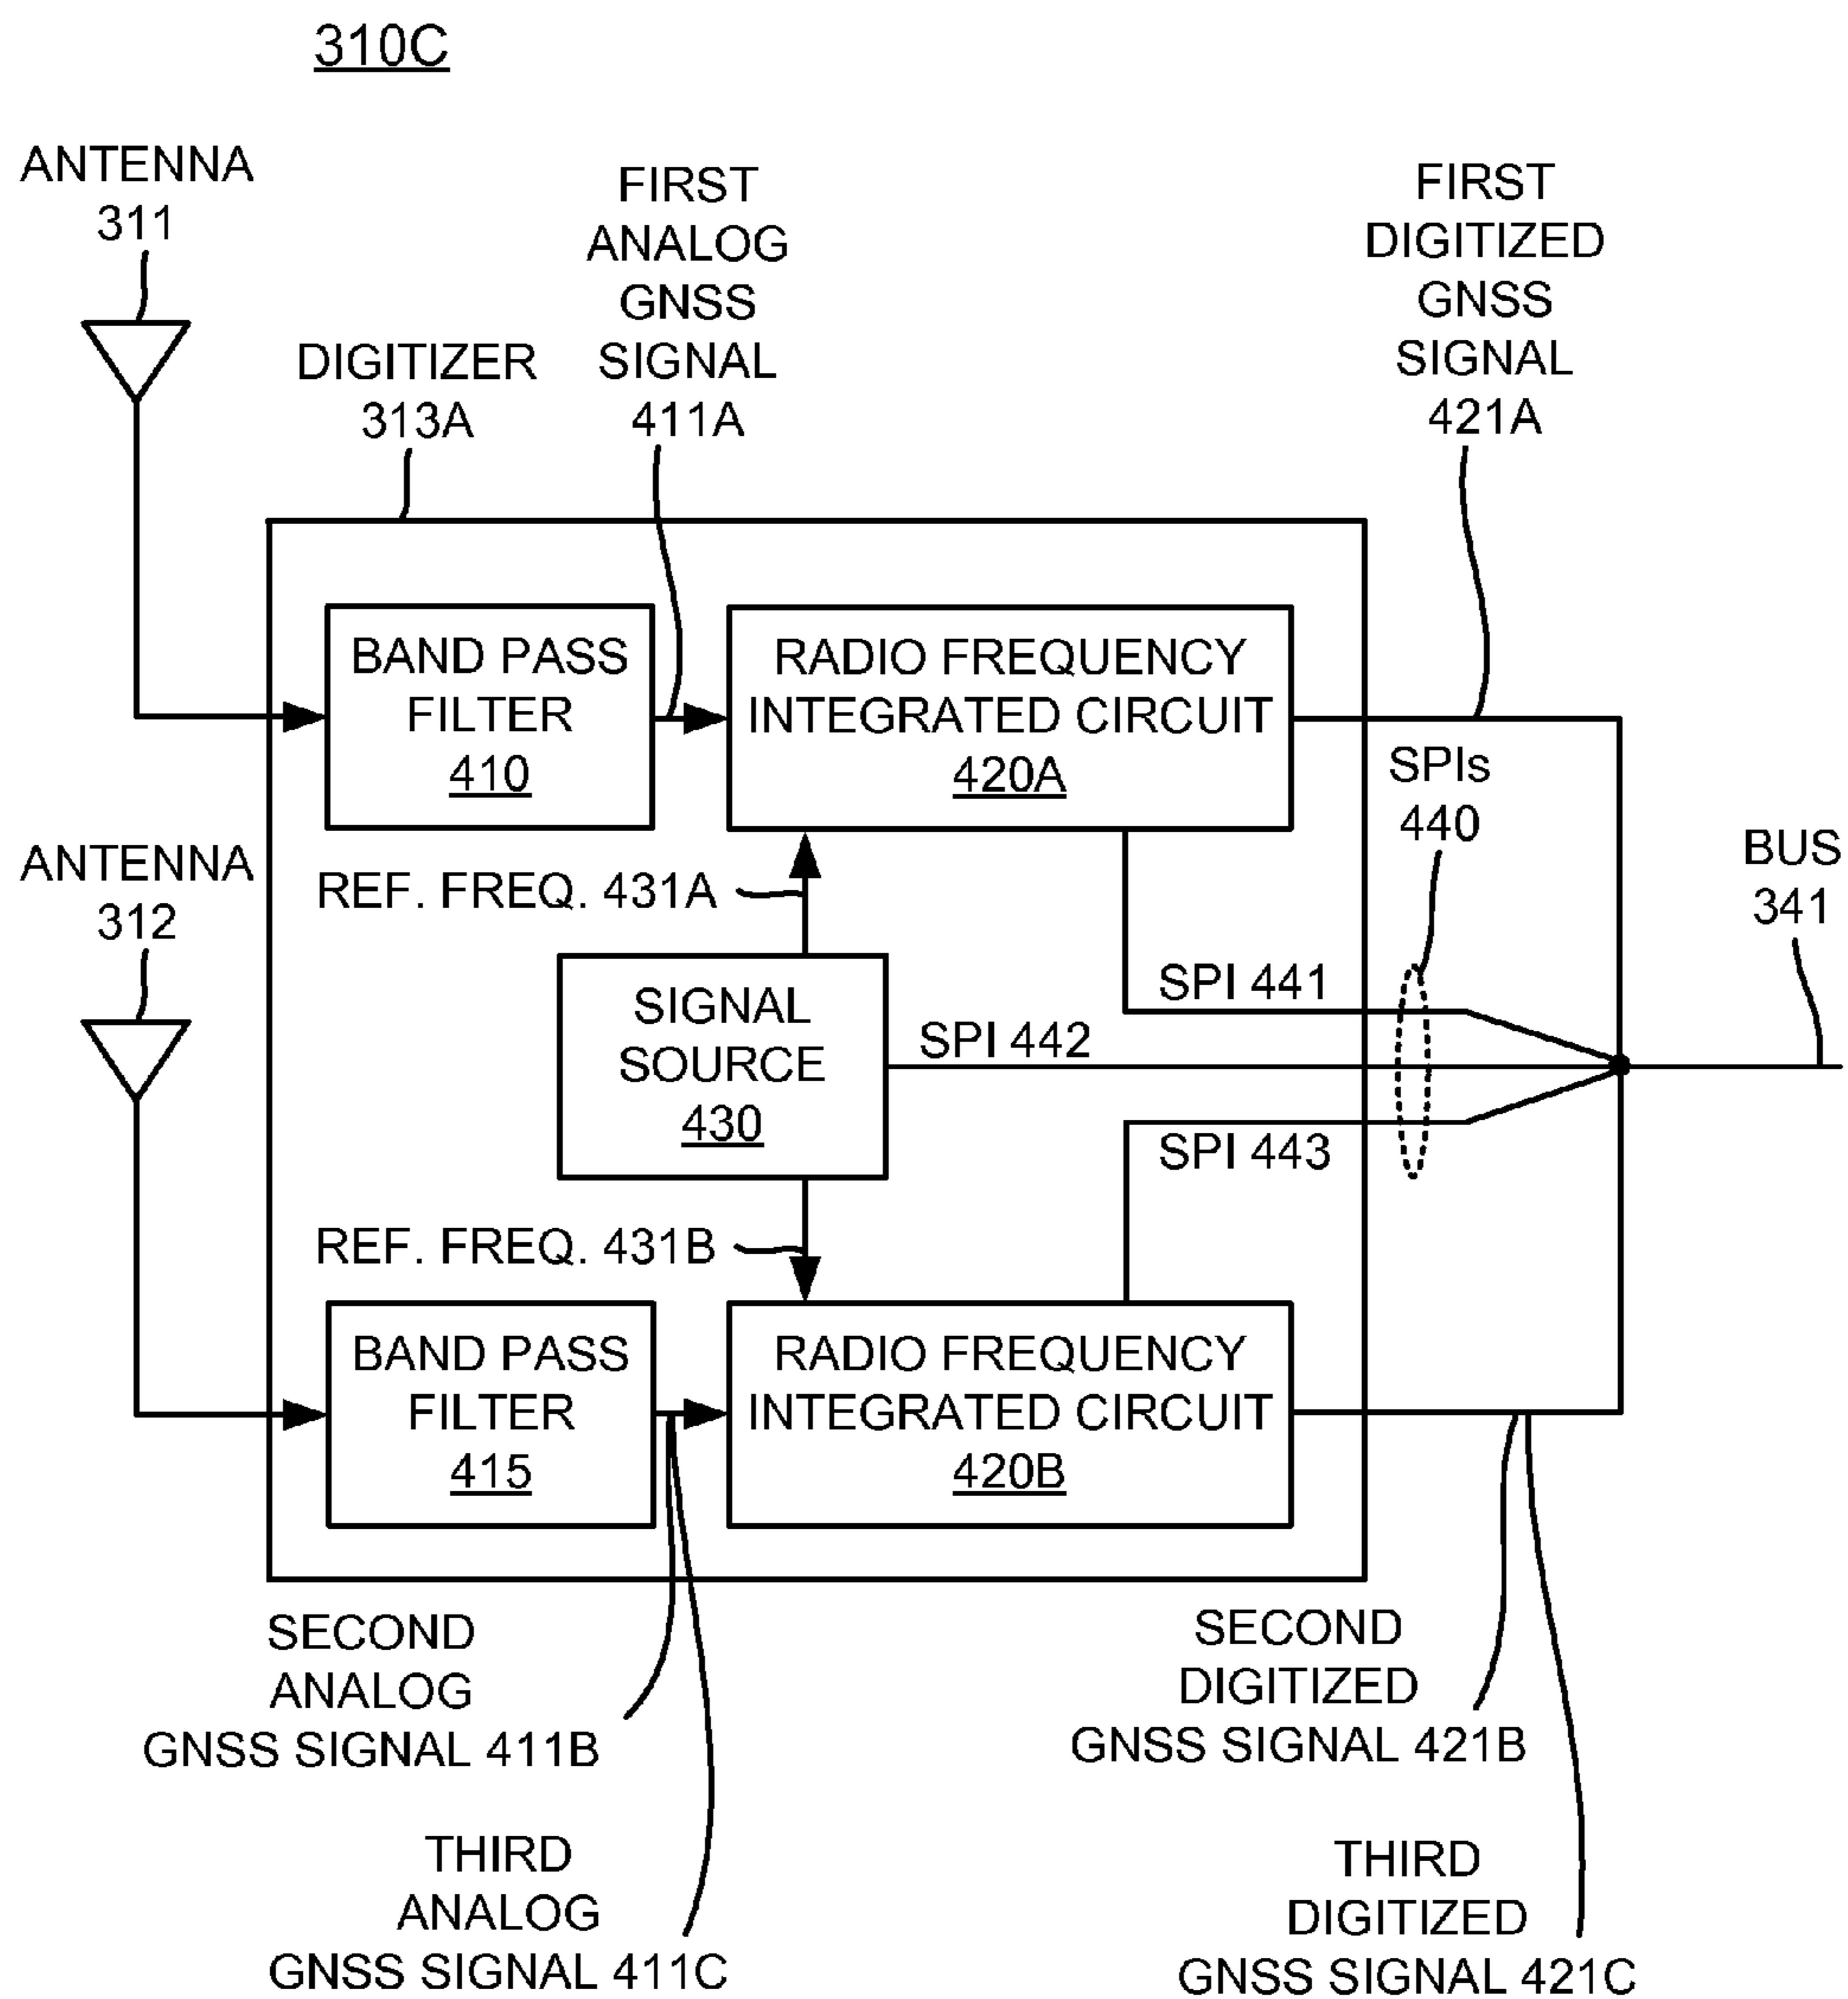 310C
ANTENNA
311
DIGITIZER
313A
FIRST
ANALOG
GNSS
SIGNAL
411A
FIRST
DIGITIZED
GNSS
SIGNAL
421A
BAND PASS
FILTER
410
RADIO FREQUENCY
INTEGRATED CIRCUIT
420A
SPIs
440
BUS
341
ANTENNA
312
REF. FREQ. 431A
SIGNAL
SOURCE
430
SPI 441
SPI 442
SPI 443
REF. FREQ. 431B
BAND PASS
FILTER
415
RADIO FREQUENCY
INTEGRATED CIRCUIT
420B
SECOND
ANALOG
GNSS SIGNAL 411B
SECOND
DIGITIZED
GNSS SIGNAL 421B
THIRD
ANALOG
GNSS SIGNAL 411C
THIRD
DIGITIZED
GNSS SIGNAL 421C